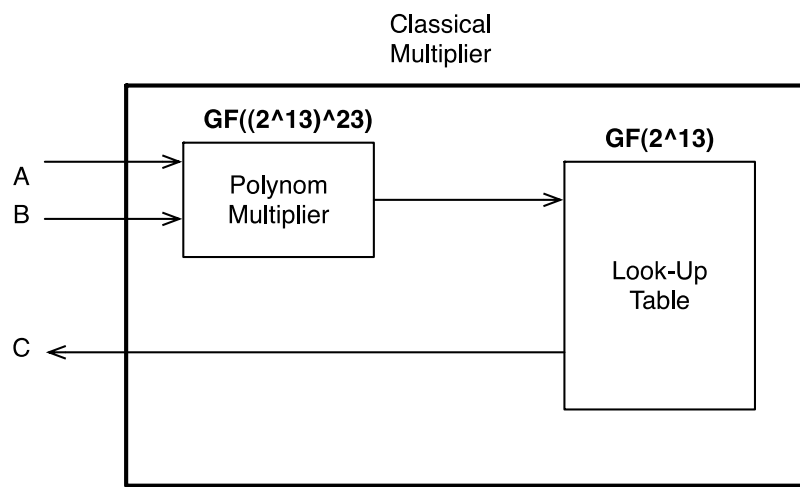 Classical
Multiplier
GF((2^13)^23)
GF(2^13)
A
Polynom
Multiplier
B
Look-Up
Table
C